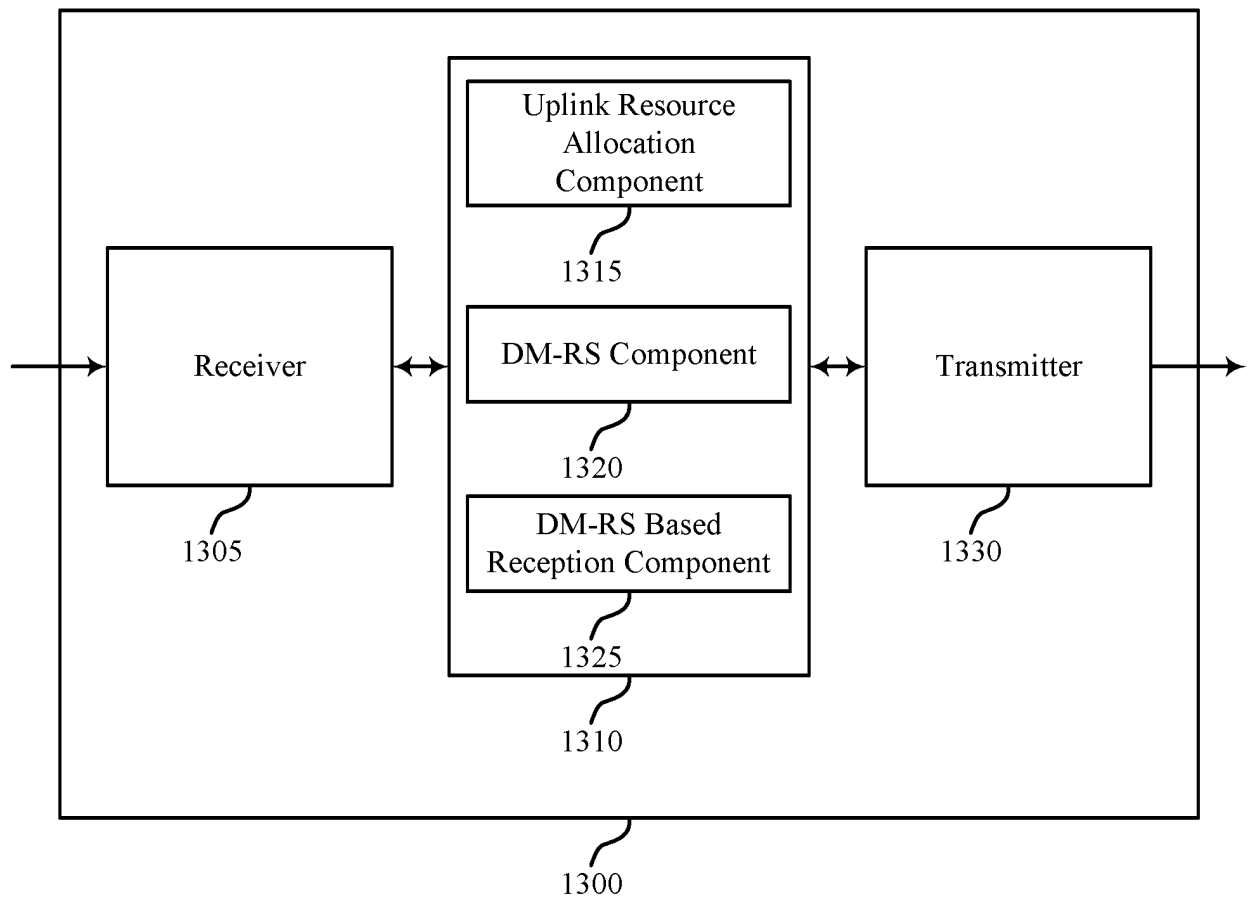 Uplink Resource
Allocation
Component
1315
Receiver
1305
DM-RS Component
1320
Transmitter
1330
DM-RS Based
Reception Component
1325
1310
1300